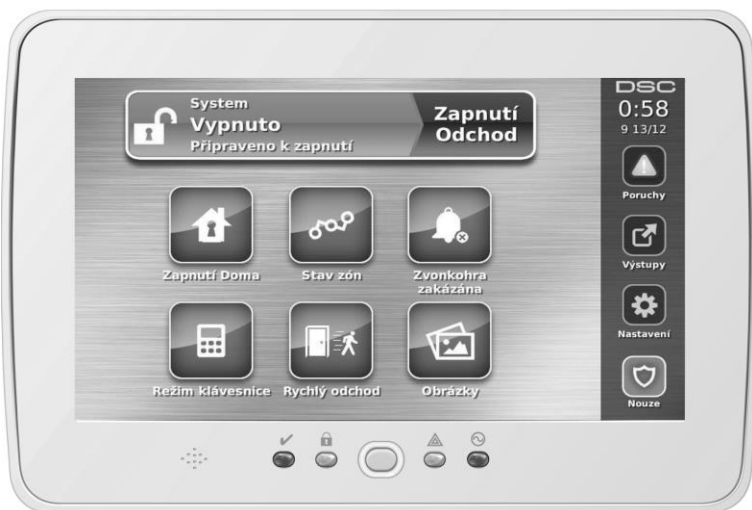 System
Vypnuto
Připraveno k zapnutí
Zapnutí
Odchod
DSC
0:58
9 13/12
Poruchy
Výstupy
Nastavení
Nouze
Zapnutí Doma
Stav zón
Zvonkohra
zakázána
Režim klávesnice
Rychlý odchod
Obrázky